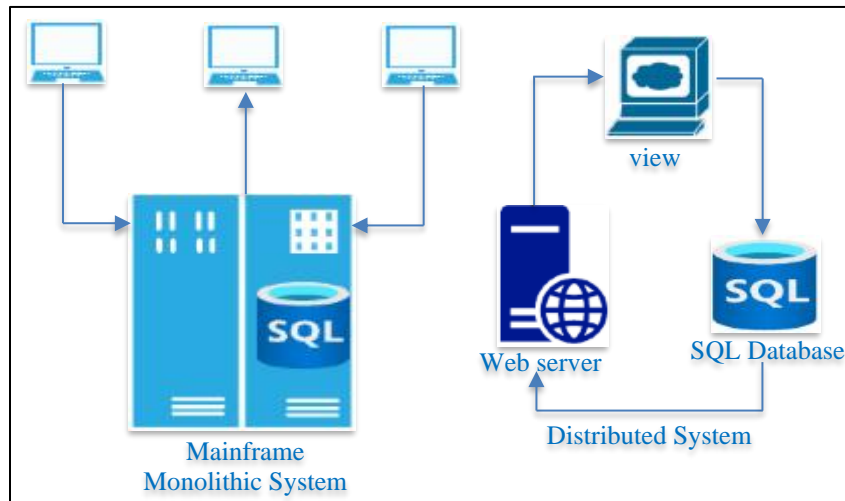 SQL
Mainframe
Monolithic System
view
Web server
SQL
SQL Database
Distributed System